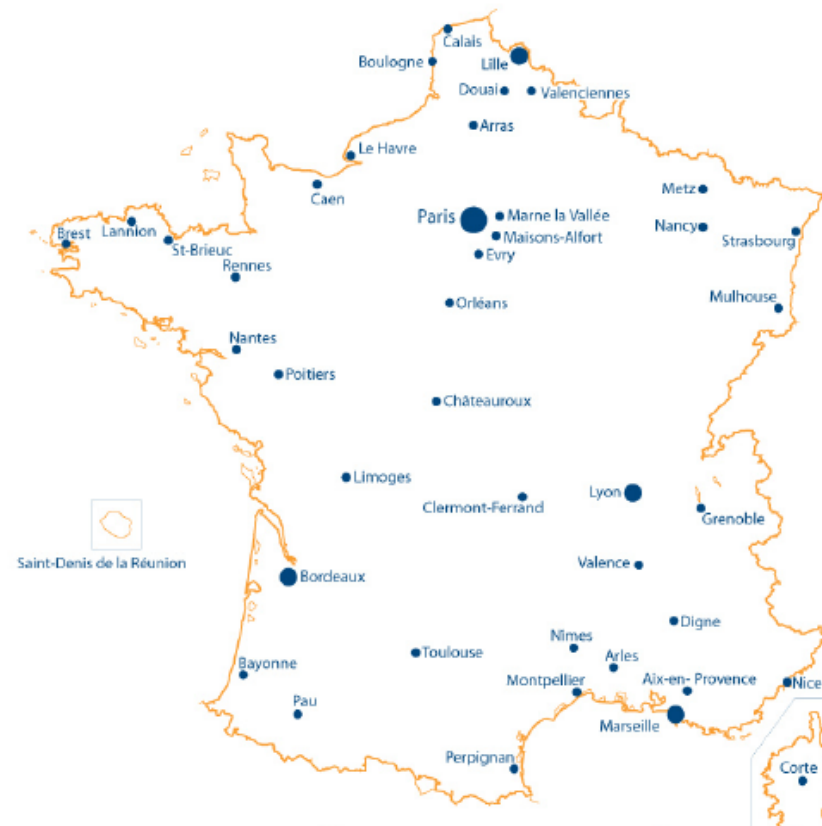 Calais
Boulogne
Lille
Douai
Valenciennes
Arras
Le Havre
Caen
Metz
Paris
Marne la Vallée
Nancy
Maisons-Alfort
Strasbourg
Brest
Lannion
St-Brieuc
Evry
Rennes
Orléans
Mulhouse
Nantes
Poitiers
Châteauroux
Limoges
Lyon
Clermont-Ferrand
Grenoble
Saint-Denis de la Réunion
Valence
Bordeaux
Digne
Nîmes
Toulouse
Arles
Bayonne
Montpellier
Aix-en- Provence
Nice
Pau
Marseille
Perpignan
Corte